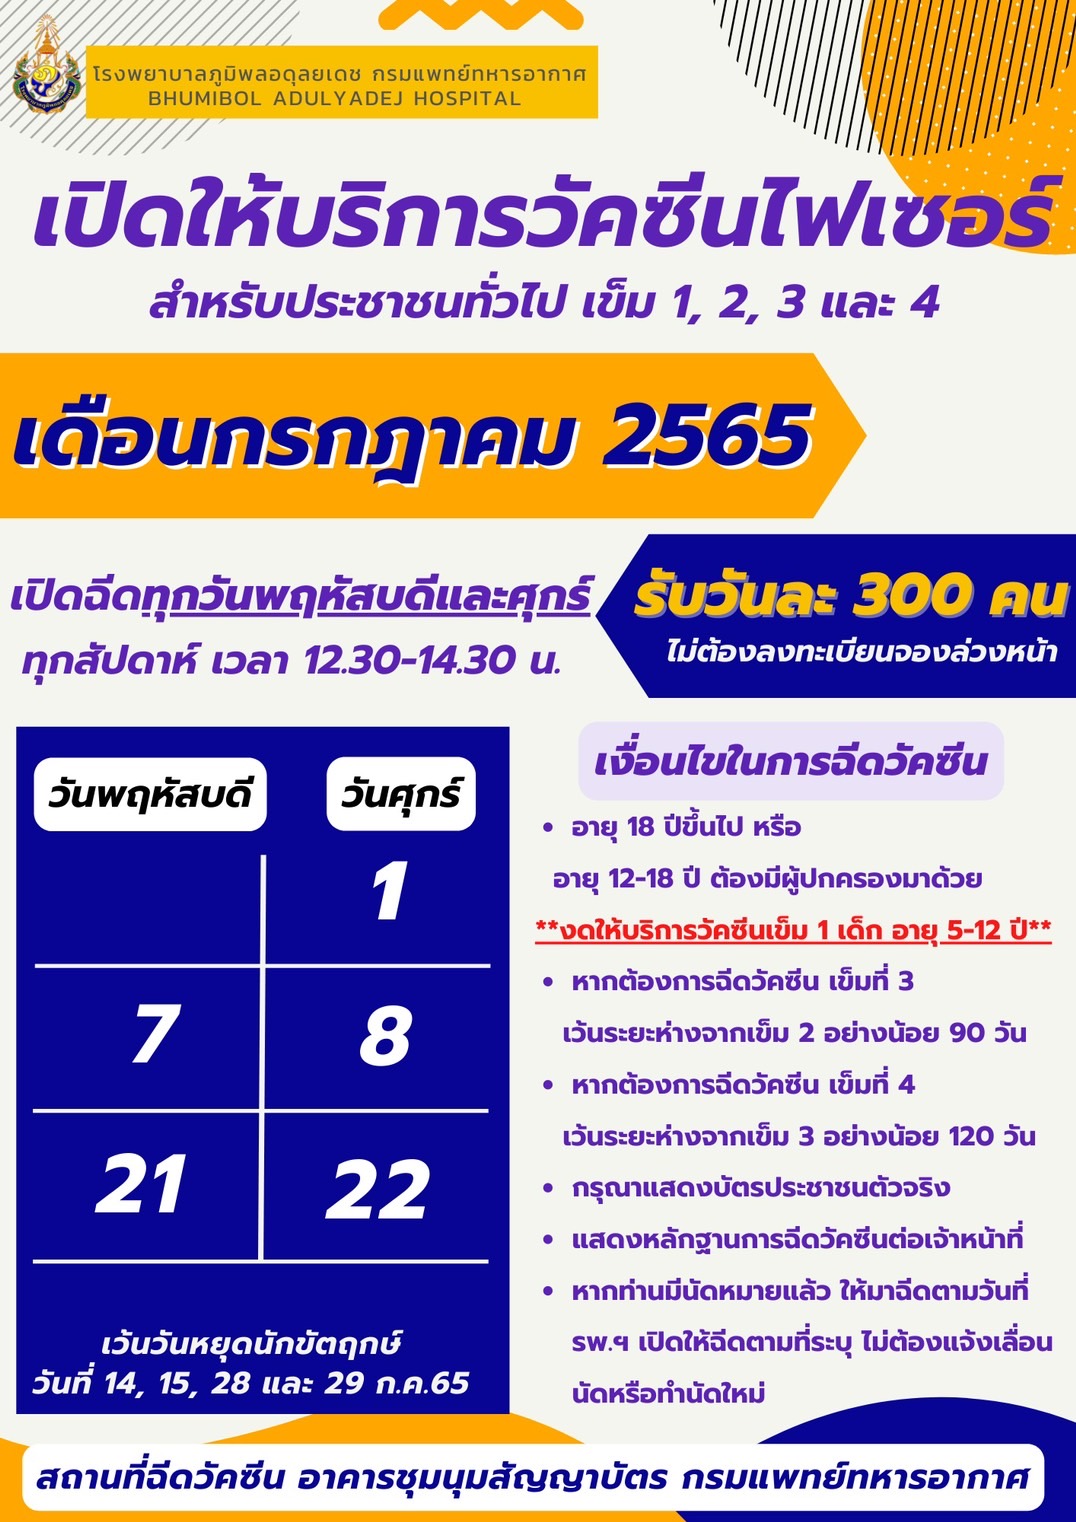 โรงพยาบาลภูมิพลอดุลยเดช กรมแพทย์ทหารอากาศ
BHUMIBOL ADULYADEJ HOSPITAL
เปิดให้บริการวัคซีนไฟเซอร์
สำหรับประชาชนทั่วไป เข็ม 1, 2, 3 และ 4
เดือนกรกฎาคม 2565
เปิดฉีดทุกวันพฤหัสบดีและศุกร์
ทุกสัปดาห์ เวลา 12.30-14.30 น.
รับวันละ 300 คน
ไม่ต้องลงทะเบียนจองล่วงหน้า
วันพฤหัสบดี วันศุกร์
1
7 8
21 22
เว้นวันหยุดนักขัตฤกษ์
วันที่ 14, 15, 28 และ 29 ก.ค.65
เงื่อนไขในการฉีดวัคซีน
• อายุ 18 ปีขึ้นไป หรือ
อายุ 12-18 ปี ต้องมีผู้ปกครองมาด้วย
**งดให้บริการวัคซีนเข็ม 1 เด็ก อายุ 5-12 ปี**
• หากต้องการฉีดวัคซีน เข็มที่ 3
เว้นระยะห่างจากเข็ม 2 อย่างน้อย 90 วัน
• หากต้องการฉีดวัคซีน เข็มที่ 4
เว้นระยะห่างจากเข็ม 3 อย่างน้อย 120 วัน
• กรุณาแสดงบัตรประชาชนตัวจริง
• แสดงหลักฐานการฉีดวัคซีนต่อเจ้าหน้าที่
• หากท่านมีนัดหมายแล้ว ให้มาฉีดตามวันที่
รพ.ฯ เปิดให้ฉีดตามที่ระบุ ไม่ต้องแจ้งเลื่อน
นัดหรือทำนัดใหม่
สถานที่ฉีดวัคซีน อาคารชุมนุมสัญญาบัตร กรมแพทย์ทหารอากาศ